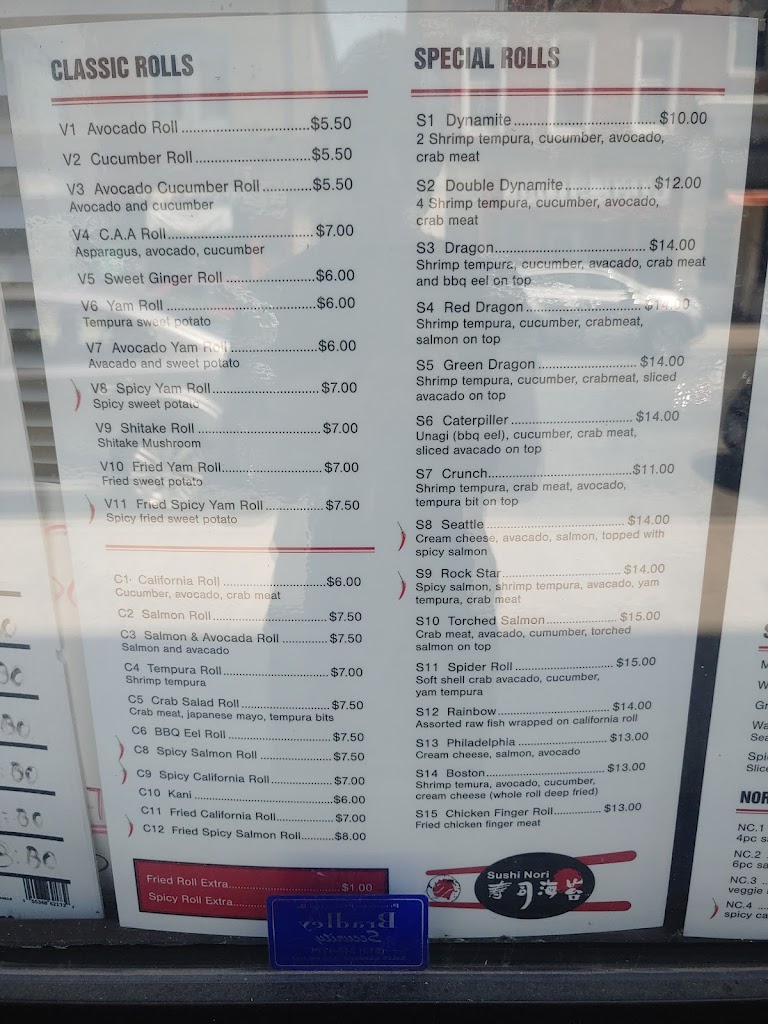 CLASSIC ROLLS
V1 Avocado Roll.............................$5.50
V2 Cucumber Roll..........................$5.50
V3 Avocado Cucumber Roll............$5.50
Avocado and cucumber
V4 C.A.A Roll.................................$7.00
Asparagus, avocado, cucumber
V5 Sweet Ginger Roll.....................$6.00
V6 Yam Roll...................................$6.00
Tempura sweet potato
V7 Avocado Yam Roll....................$6.00
Avacado and sweet potato
V8 Spicy Yam Roll.........................$7.00
Spicy sweet potato
V9 Shitake Roll..............................$7.00
Shitake Mushroom
V10 Fried Yam Roll........................$7.00
Fried sweet potato
V11 Fried Spicy Yam Roll...............$7.50
Spicy fried sweet potato
C1 California Roll..........................$6.00
Cucumber, avocado, crab meat
C2 Salmon Roll.............................$7.50
C3 Salmon & Avocada Roll............$7.50
Salmon and avacado
C4 Tempura Roll...........................$7.00
Shrimp tempura
C5 Crab Salad Roll.......................$7.50
Crab meat, japanese mayo, tempura bits
C6 BBQ Eel Roll...........................$7.50
C8 Spicy Salmon Roll...................$7.50
C9 Spicy California Roll................$7.00
C10 Kani......................................$6.00
C11 Fried California Roll...............$7.00
C12 Fried Spicy Salmon Roll.........$8.00
Fried Roll Extra............................$1.00
Spicy Roll Extra
SPECIAL ROLLS
S1 Dynamite................................$10.00
2 Shrimp tempura, cucumber, avocado,
crab meat
S2 Double Dynamite.....................$12.00
4 Shrimp tempura, cucumber, avocado,
crab meat
S3 Dragon...................................$14.00
Shrimp tempura, cucumber, avacado, crab meat
and bbq eel on top
S4 Red Dragon............................$14.00
Shrimp tempura, cucumber, crabmeat,
salmon on top
S5 Green Dragon.........................$14.00
Shrimp tempura, cucumber, crabmeat, sliced
avacado on top
S6 Caterpiller..............................$14.00
Unagi (bbq eel), cucumber, crab meat,
sliced avacado on top
S7 Crunch...................................$11.00
Shrimp tempura, crab meat, avocado,
tempura bit on top
S8 Seattle...................................$14.00
Cream cheese, avacado, salmon, topped with
spicy salmon
S9 Rock Star...............................$14.00
Spicy salmon, shrimp tempura, avacado, yam
tempura, crab meat
S10 Torched Salmon....................$15.00
Crab meat, avacado, cumumber, torched
salmon on top
S11 Spider Roll...........................$15.00
Soft shell crab avacado, cucumber,
yam tempura
S12 Rainbow..............................$14.00
Assorted raw fish wrapped on california roll
S13 Philadelphia.........................$13.00
Cream cheese, salmon, avocado
S14 Boston................................$13.00
Shrimp temura, avocado, cucumber,
cream cheese (whole roll deep fried)
S15 Chicken Finger Roll..............$13.00
Fried chicken finger meat
Sushi Nori
寿司海苔
Bradley
Security
NC.1
4pc
NC.2
6pc
NC.3
veggie
NC.4
spicy